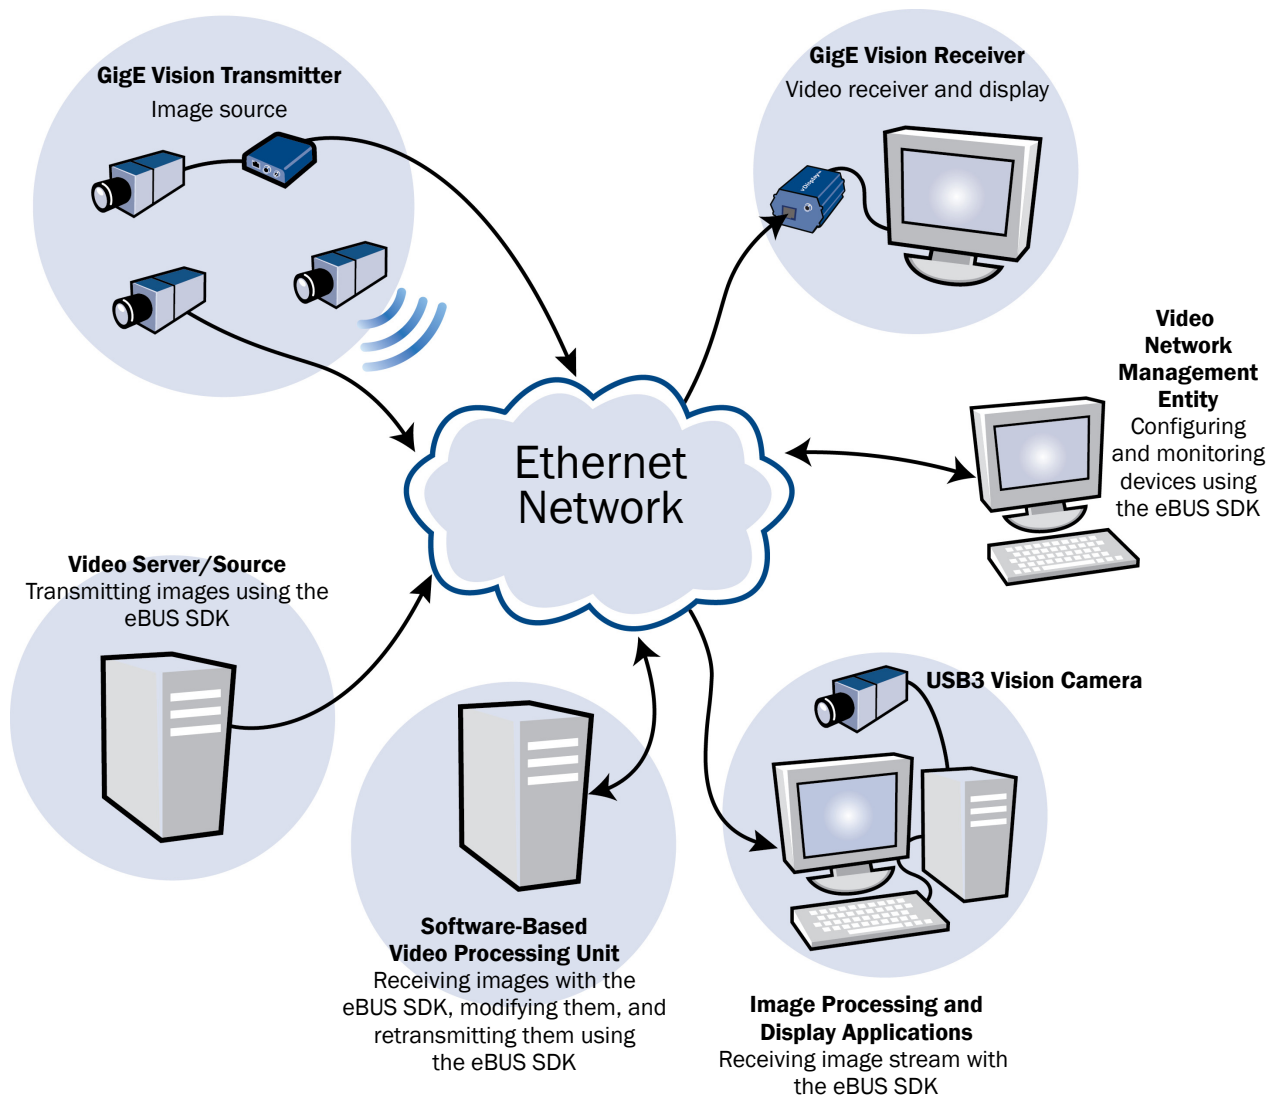 GigE Vision Transmitter
Image source
GigE Vision Receiver
Video receiver and display
vDisplay™
Video
Network
Management
Entity
Configuring
and monitoring
devices using
the eBUS SDK
Ethernet
Network
Video Server/Source
Transmitting images using the
eBUS SDK
USB3 Vision Camera
Software-Based
Video Processing Unit
Receiving images with the
eBUS SDK, modifying them, and
retransmitting them using
the eBUS SDK
Image Processing and
Display Applications
Receiving image stream with
the eBUS SDK